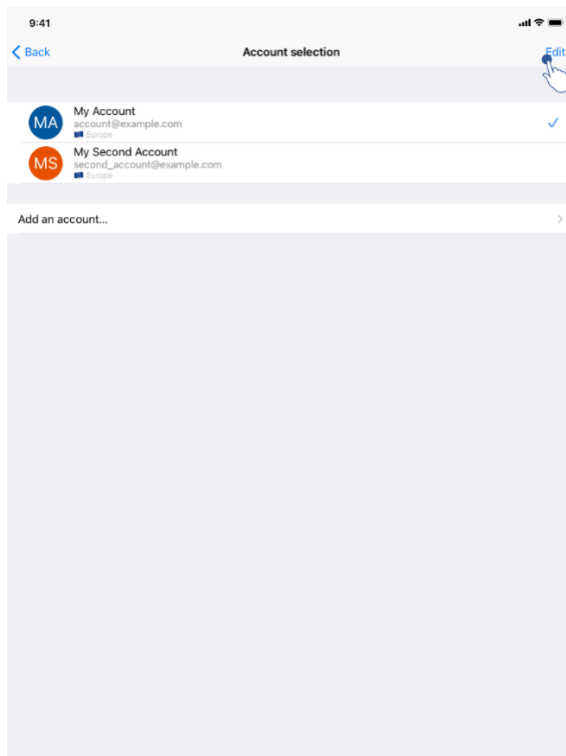 9:41
Back Account selection Edit
MA My Account
account@example.com
Europe
MS My Second Account
second_account@example.com
Europe
Add an account...